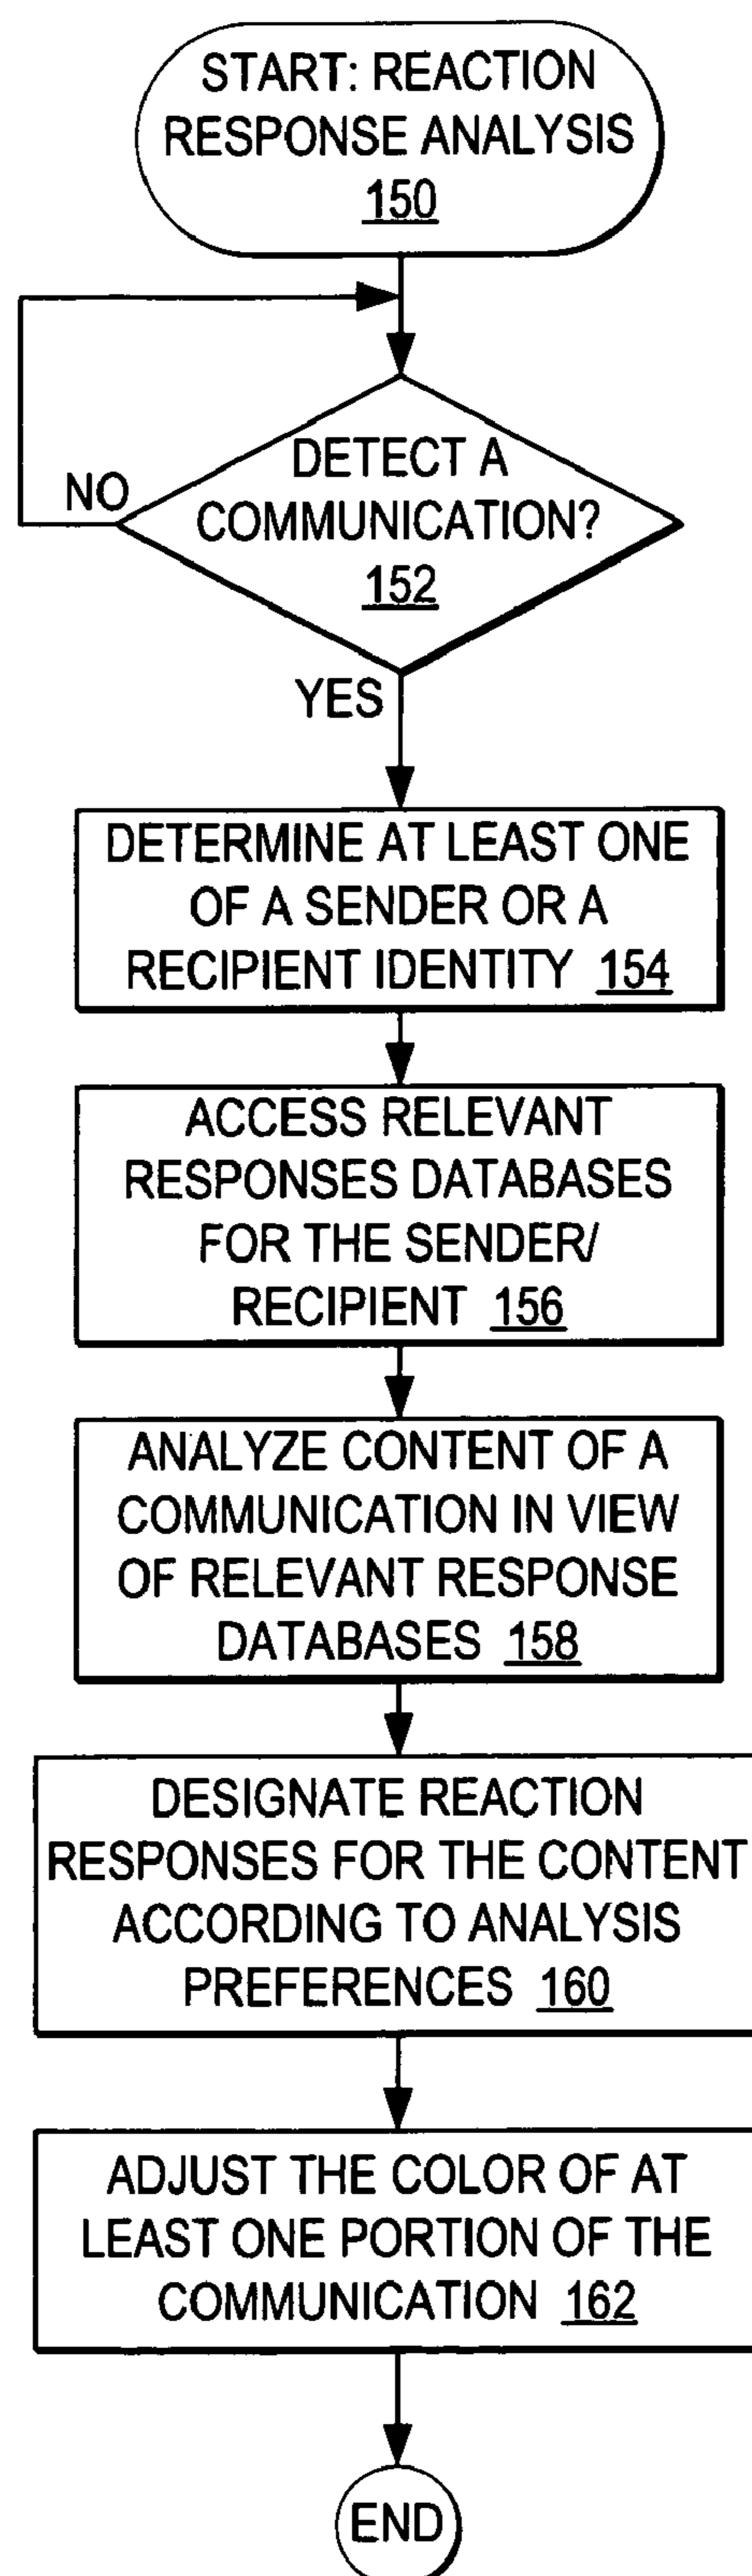 START: REACTION
RESPONSE ANALYSIS
150
DETECT A
COMMUNICATION?
152
NO
YES
DETERMINE AT LEAST ONE
OF A SENDER OR A
RECIPIENT IDENTITY 154
ACCESS RELEVANT
RESPONSES DATABASES
FOR THE SENDER/
RECIPIENT 156
ANALYZE CONTENT OF A
COMMUNICATION IN VIEW
OF RELEVANT RESPONSE
DATABASES 158
DESIGNATE REACTION
RESPONSES FOR THE CONTENT
ACCORDING TO ANALYSIS
PREFERENCES 160
ADJUST THE COLOR OF AT
LEAST ONE PORTION OF THE
COMMUNICATION 162
END